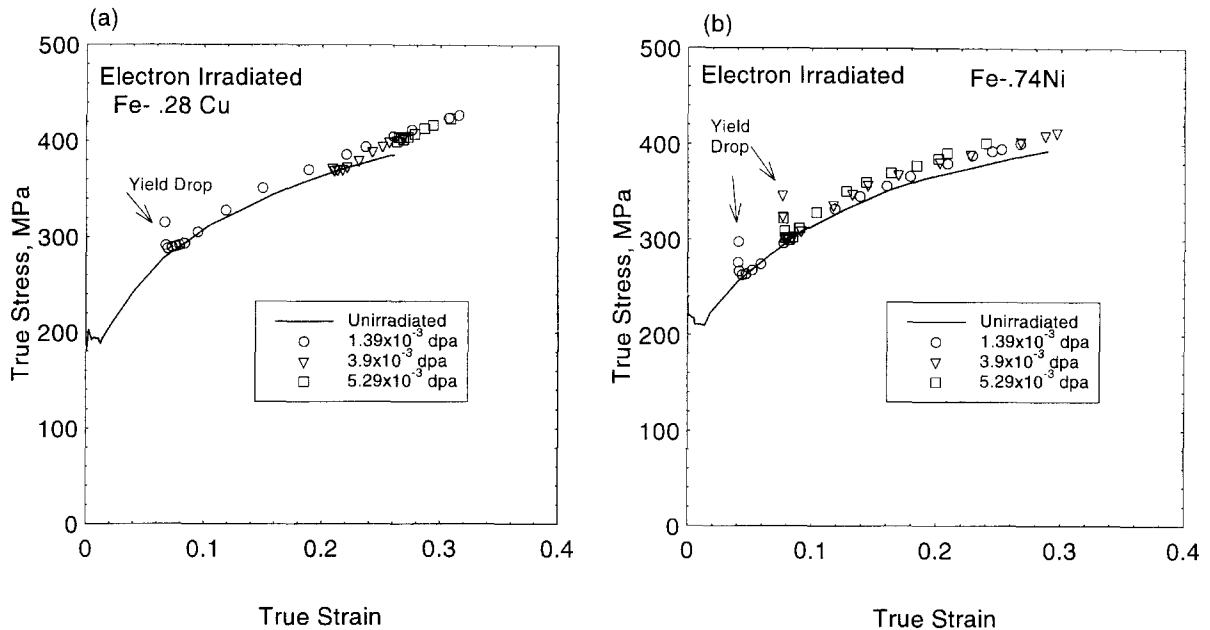 (a)
500
400
300
200
100
0
True Stress, MPa
Electron Irradiated
Fe- .28 Cu
Yield Drop
Unirradiated
1.39x10⁻³ dpa
3.9x10⁻³ dpa
5.29x10⁻³ dpa
0 0.1 0.2 0.3 0.4
True Strain
(b)
500
400
300
200
100
0
True Stress, MPa
Electron Irradiated Fe-.74Ni
Yield
Drop
Unirradiated
1.39x10⁻³ dpa
3.9x10⁻³ dpa
5.29x10⁻³ dpa
0 0.1 0.2 0.3 0.4
True Strain